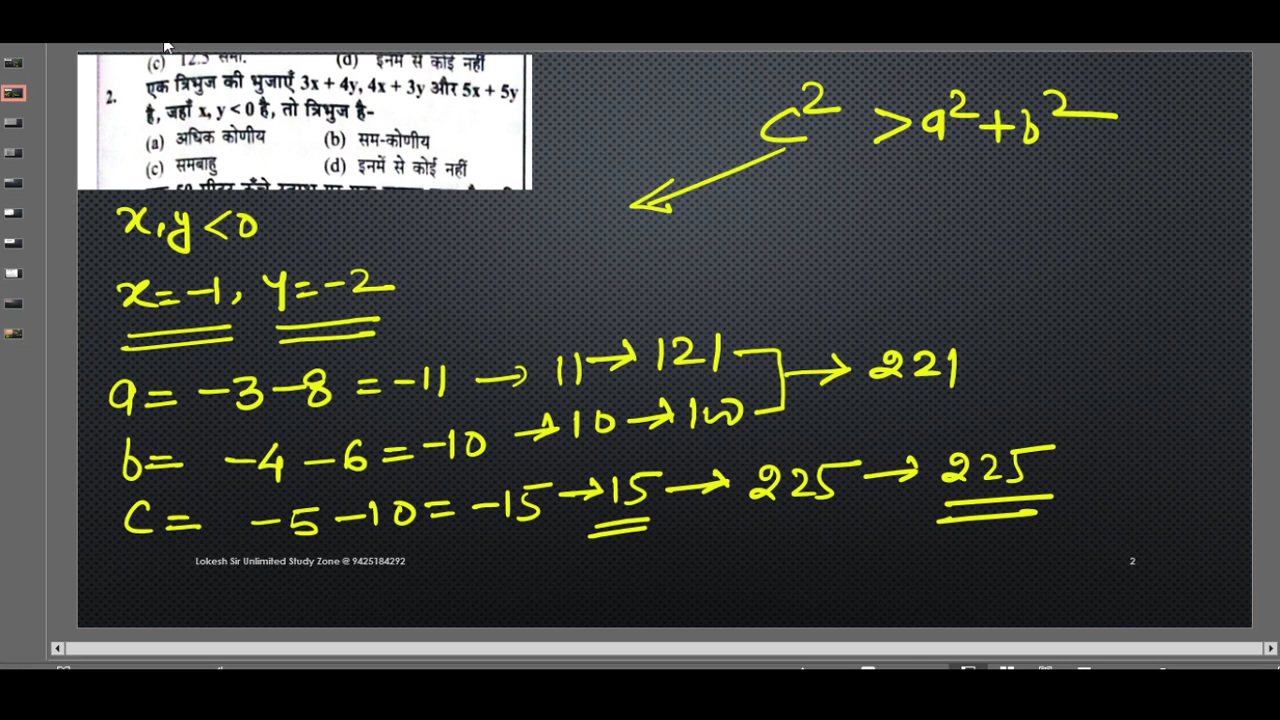 (c) 12.5 समी. (d) इनमें से कोई नहीं
2. एक त्रिभुज की भुजाएँ 3x + 4y, 4x + 3y और 5x + 5y
है, जहाँ x, y < 0 है, तो त्रिभुज है-
(a) अधिक कोणीय (b) सम-कोणीय
(c) समबाहु (d) इनमें से कोई नहीं
c² > a² + b²
x, y < 0
x = -1, y = -2
a = -3 - 8 = -11 → 11 → 121
→ 221
b = -4 - 6 = -10 → 10 → 100
c = -5 - 10 = -15 → 15 → 225 → 225
Lokesh Sir Unlimited Study Zone @ 9425184292
2